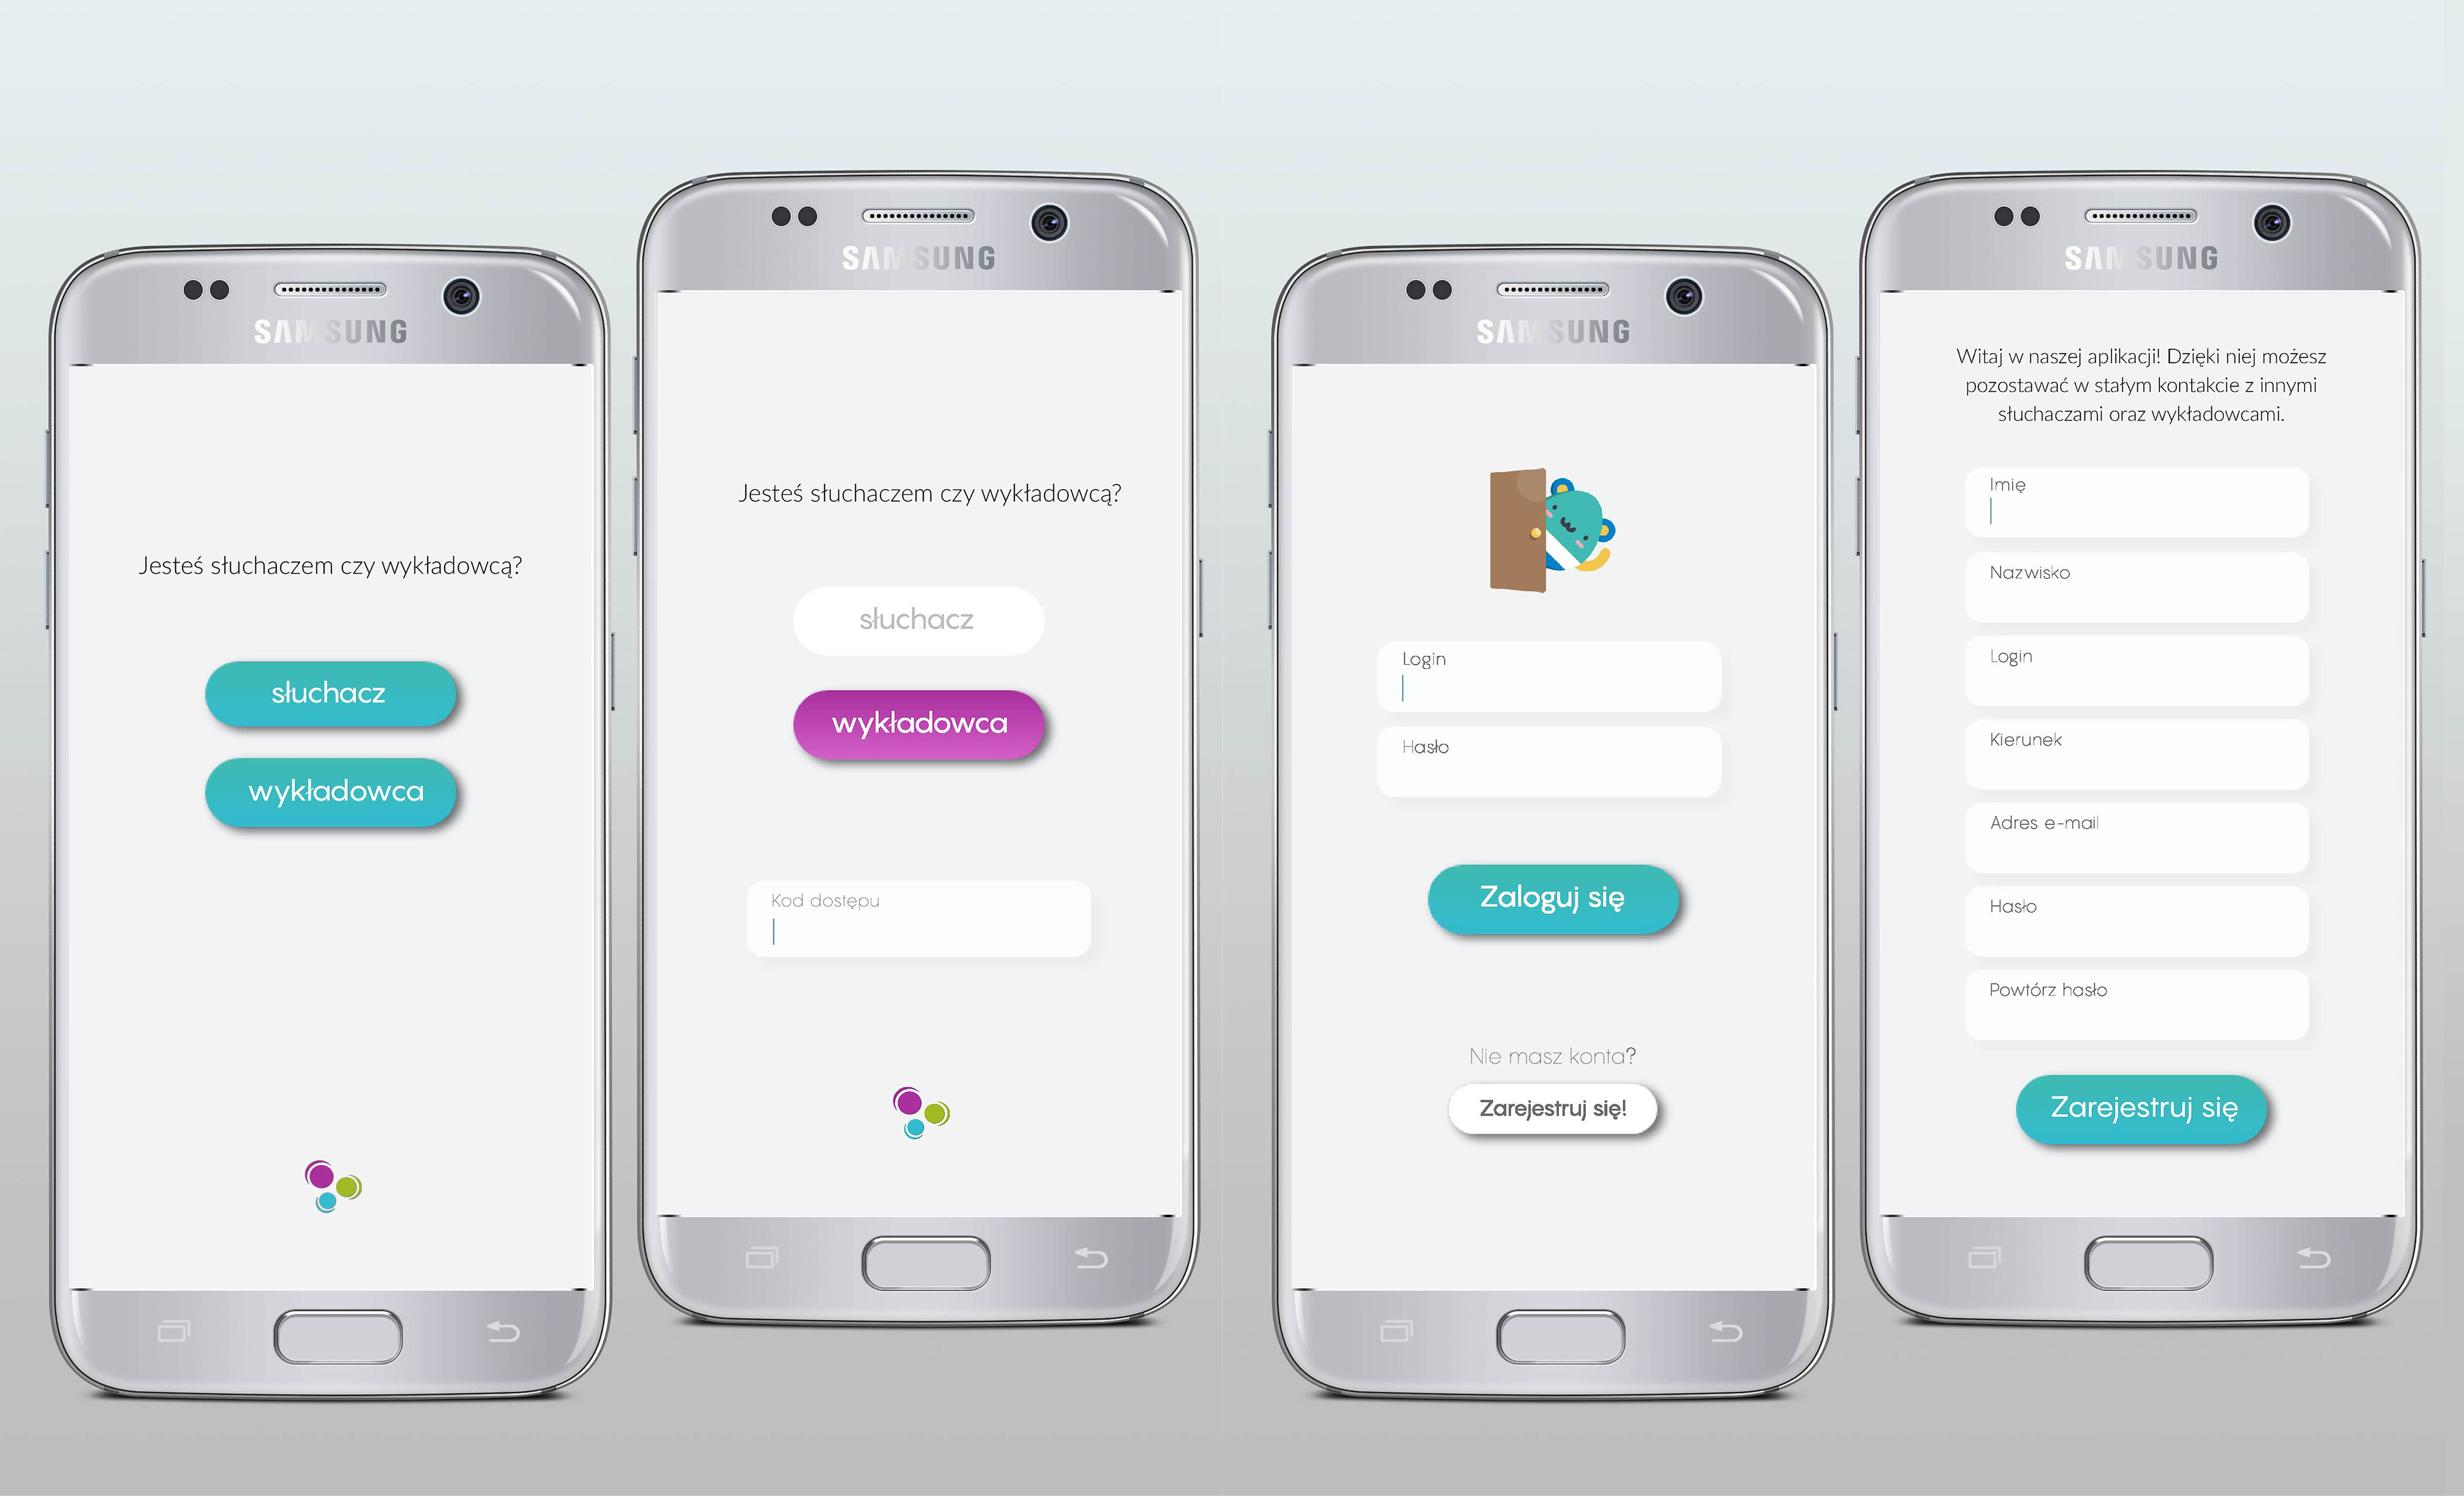 SAMSUNG
Jesteś słuchaczem czy wykładowcą?
słuchacz
wykładowca
SAMSUNG
Jesteś słuchaczem czy wykładowcą?
słuchacz
wykładowca
Kod dostępu
SAMSUNG
Login
Hasło
Zaloguj się
Nie masz konta?
Zarejestruj się!
SAMSUNG
Witaj w naszej aplikacji! Dzięki niej możesz
pozostawać w stałym kontakcie z innymi
słuchaczami oraz wykładowcami.
Imię
Nazwisko
Login
Kierunek
Adres e-mail
Hasło
Powtórz hasło
Zarejestruj się